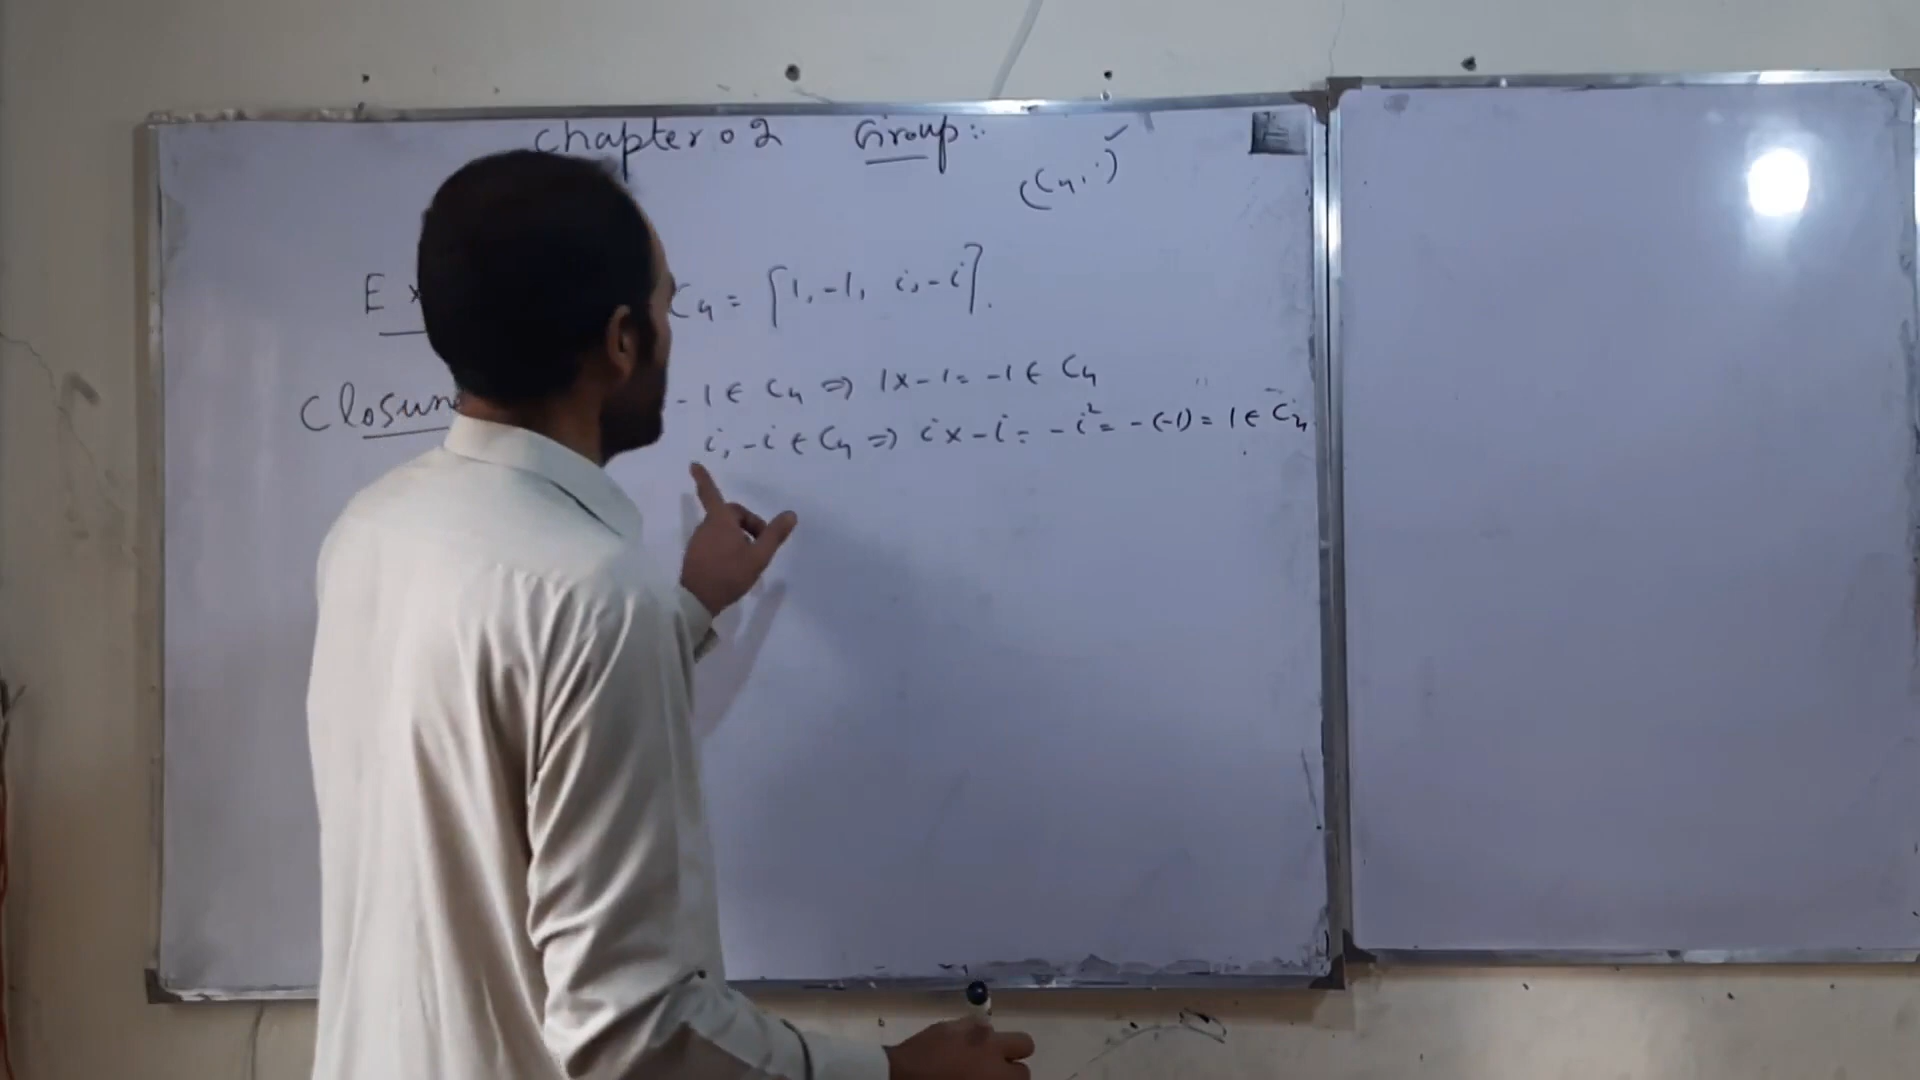 Chapter 02 Group:
(C₄, ·) ✓
Ex C₄ = {1, -1, i, -i}.
Closure -1 ∈ C₄ ⇒ 1x-1 = -1 ∈ C₄
i, -i ∈ C₄ ⇒ i x -i = -i² = -(-1) = 1 ∈ C₄